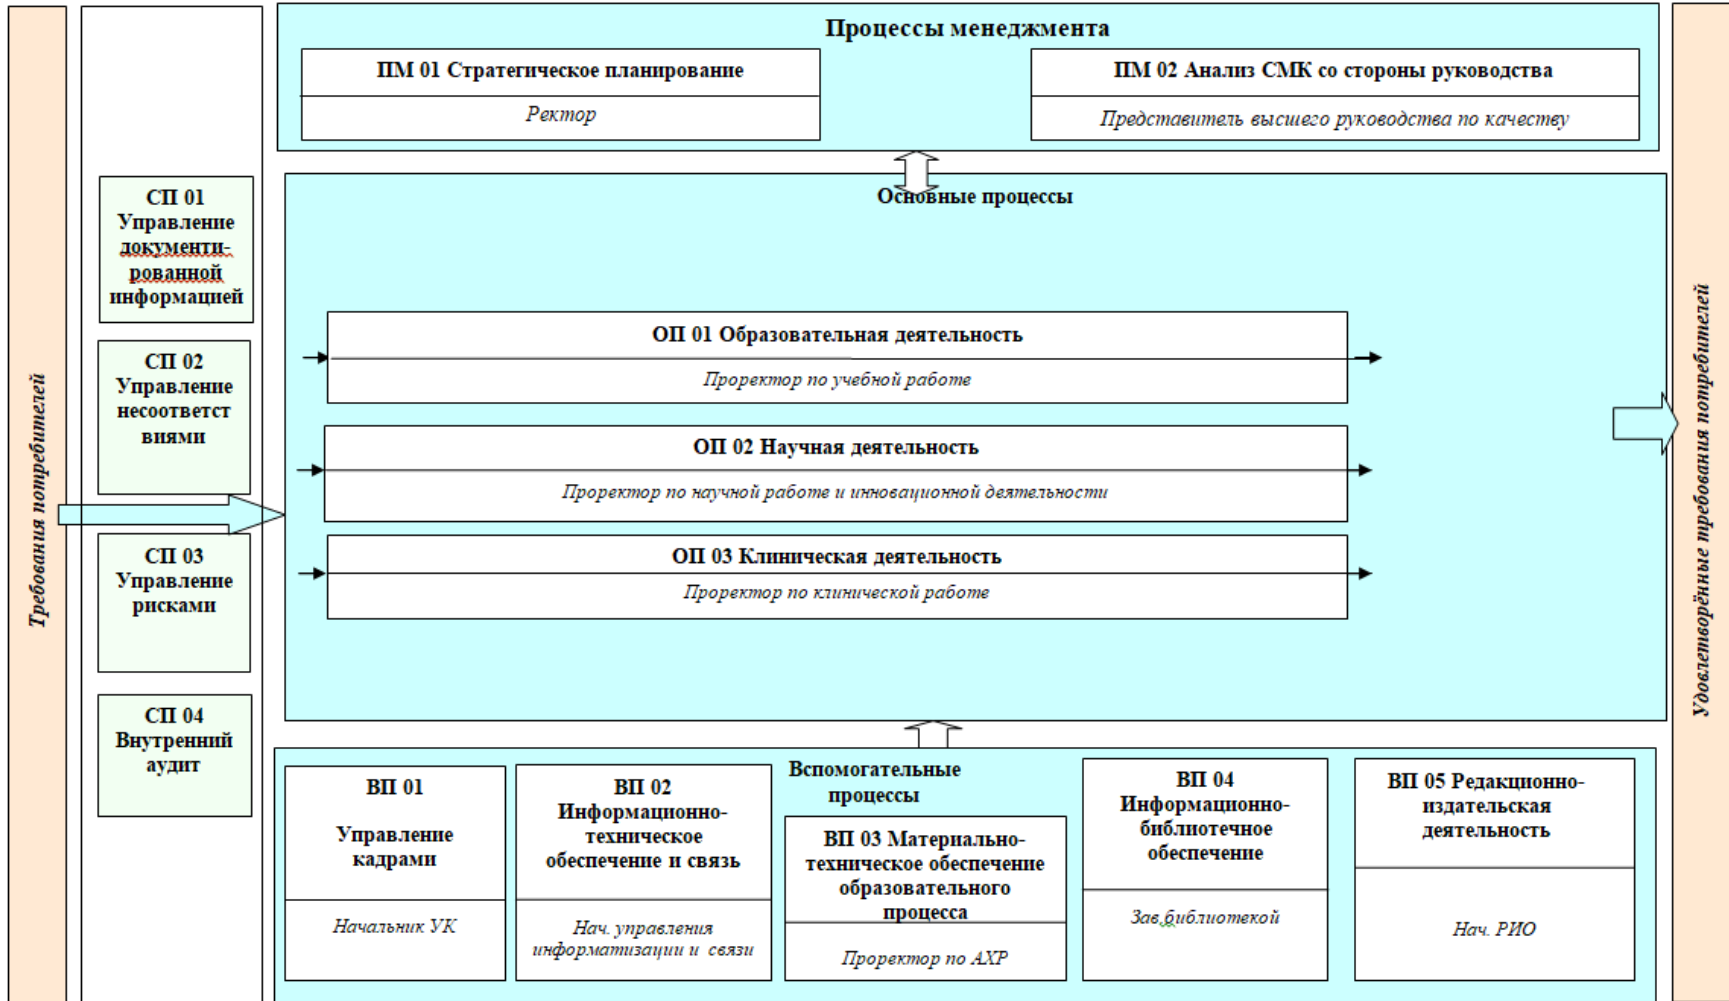 Требования потребителей
СП 01
Управление
документи-
рованной
информацией
СП 02
Управление
несоответст
виями
СП 03
Управление
рисками
СП 04
Внутренний
аудит
Процессы менеджмента
ПМ 01 Стратегическое планирование
Ректор
ПМ 02 Анализ СМК со стороны руководства
Представитель высшего руководства по качеству
Основные процессы
ОП 01 Образовательная деятельность
Проректор по учебной работе
ОП 02 Научная деятельность
Проректор по научной работе и инновационной деятельности
ОП 03 Клиническая деятельность
Проректор по клинической работе
Вспомогательные
процессы
ВП 01
Управление
кадрами
Начальник УК
ВП 02
Информационно-
техническое
обеспечение и связь
Нач. управления
информатизации и связи
ВП 03 Материально-
техническое обеспечение
образовательного
процесса
Проректор по АХР
ВП 04
Информационно-
библиотечное
обеспечение
Зав.библиотекой
ВП 05 Редакционно-
издательская
деятельность
Нач. РИО
Удовлетворённые требования потребителей